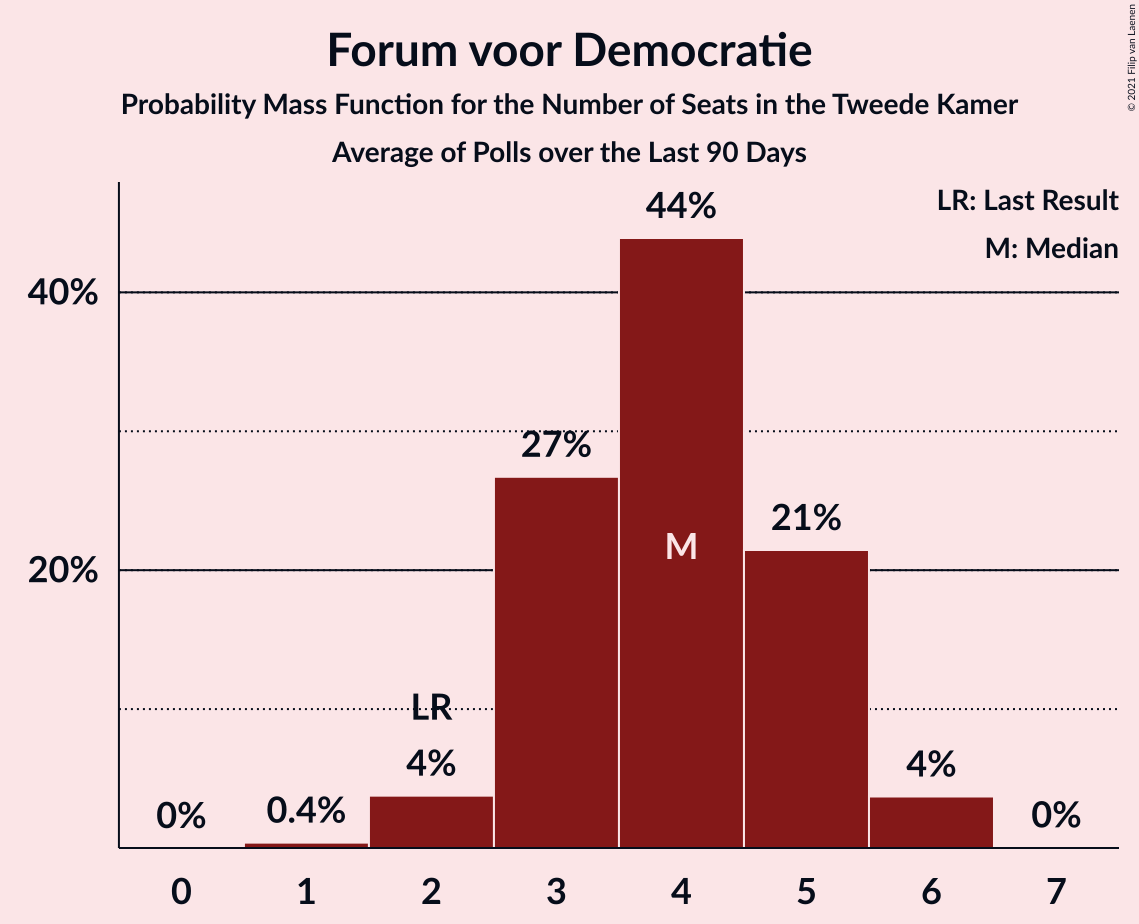 Forum voor Democratie
Probability Mass Function for the Number of Seats in the Tweede Kamer
Average of Polls over the Last 90 Days
© 2021 Filip van Laenen
LR: Last Result
M: Median
44%
40%
27%
21%
M
20%
LR
4%
4%
0%
0.4%
0%
0 1 2 3 4 5 6 7